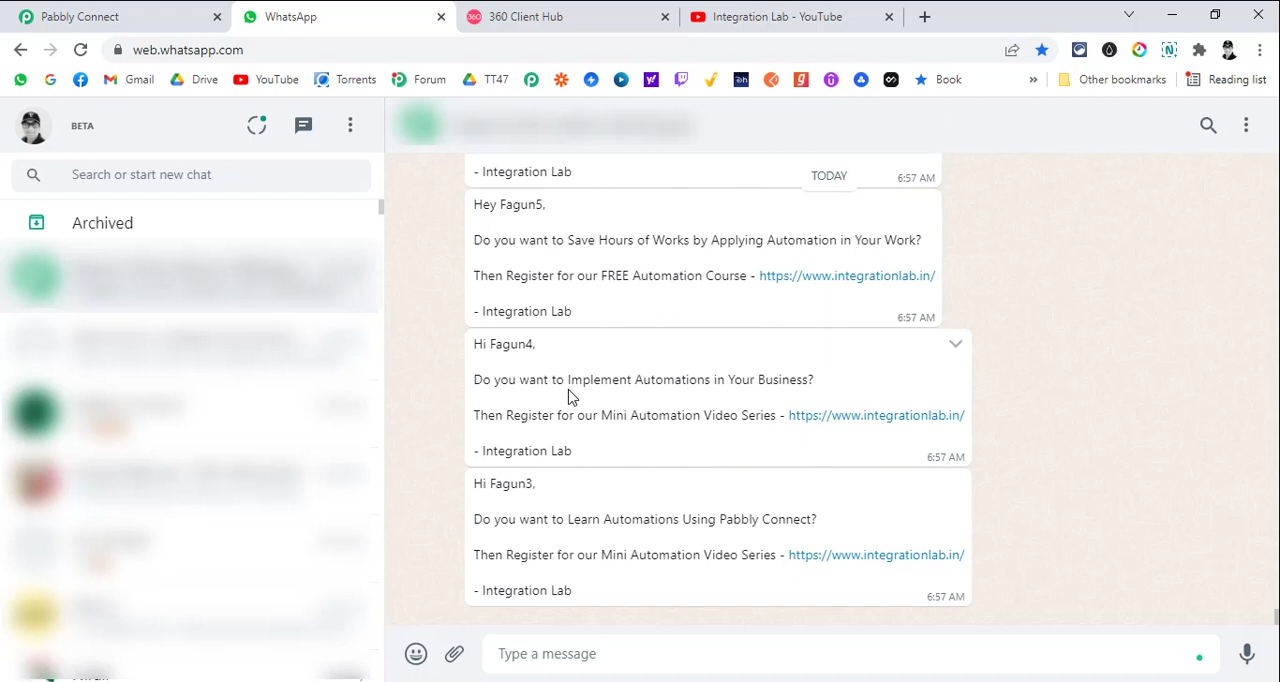 Pabbly Connect
WhatsApp
360
360 Client Hub
Integration Lab - YouTube
web.whatsapp.com
Gmail
Drive
YouTube
Torrents
Forum
TT47
Book
Other bookmarks
Reading list
BETA
Search or start new chat
Archived
- Integration Lab
6:57 AM
TODAY
Hey Fagun5,
Do you want to Save Hours of Works by Applying Automation in Your Work?
Then Register for our FREE Automation Course - https://www.integrationlab.in/
- Integration Lab
6:57 AM
Hi Fagun4,
Do you want to Implement Automations in Your Business?
Then Register for our Mini Automation Video Series - https://www.integrationlab.in/
- Integration Lab
6:57 AM
Hi Fagun3,
Do you want to Learn Automations Using Pabbly Connect?
Then Register for our Mini Automation Video Series - https://www.integrationlab.in/
- Integration Lab
6:57 AM
Type a message